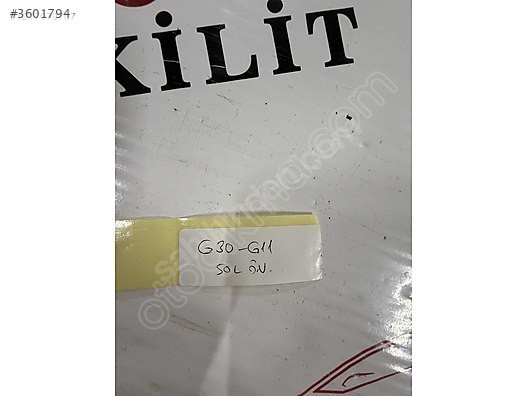 #3601794
KİLİT
G30-G11
SOL ÖN.